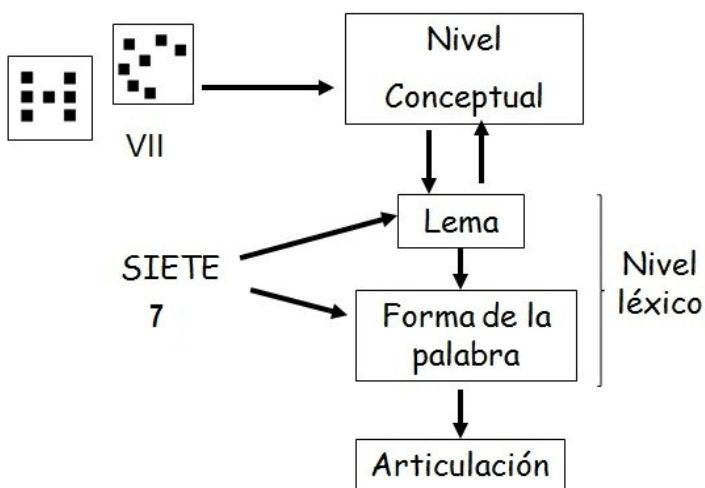 Nivel
Conceptual
VII
Lema
SIETE
7
Nivel
léxico
Forma de la
palabra
Articulación